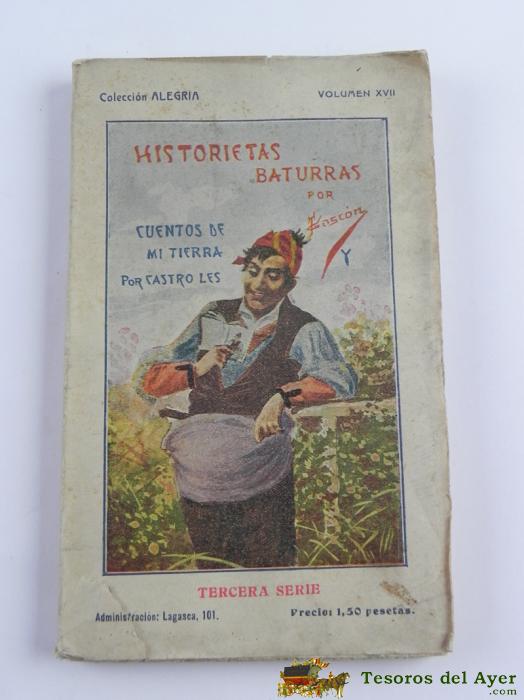 Colección ALEGRIA
VOLUMEN XVII
HISTORIETAS
BATURRAS
POR
Gascón
Y
CUENTOS DE
MI TIERRA
POR CASTRO LES
TERCERA SERIE
Administración: Lagasca, 101.
Precio: 1,50 pesetas.
Tesoros del Ayer
.com